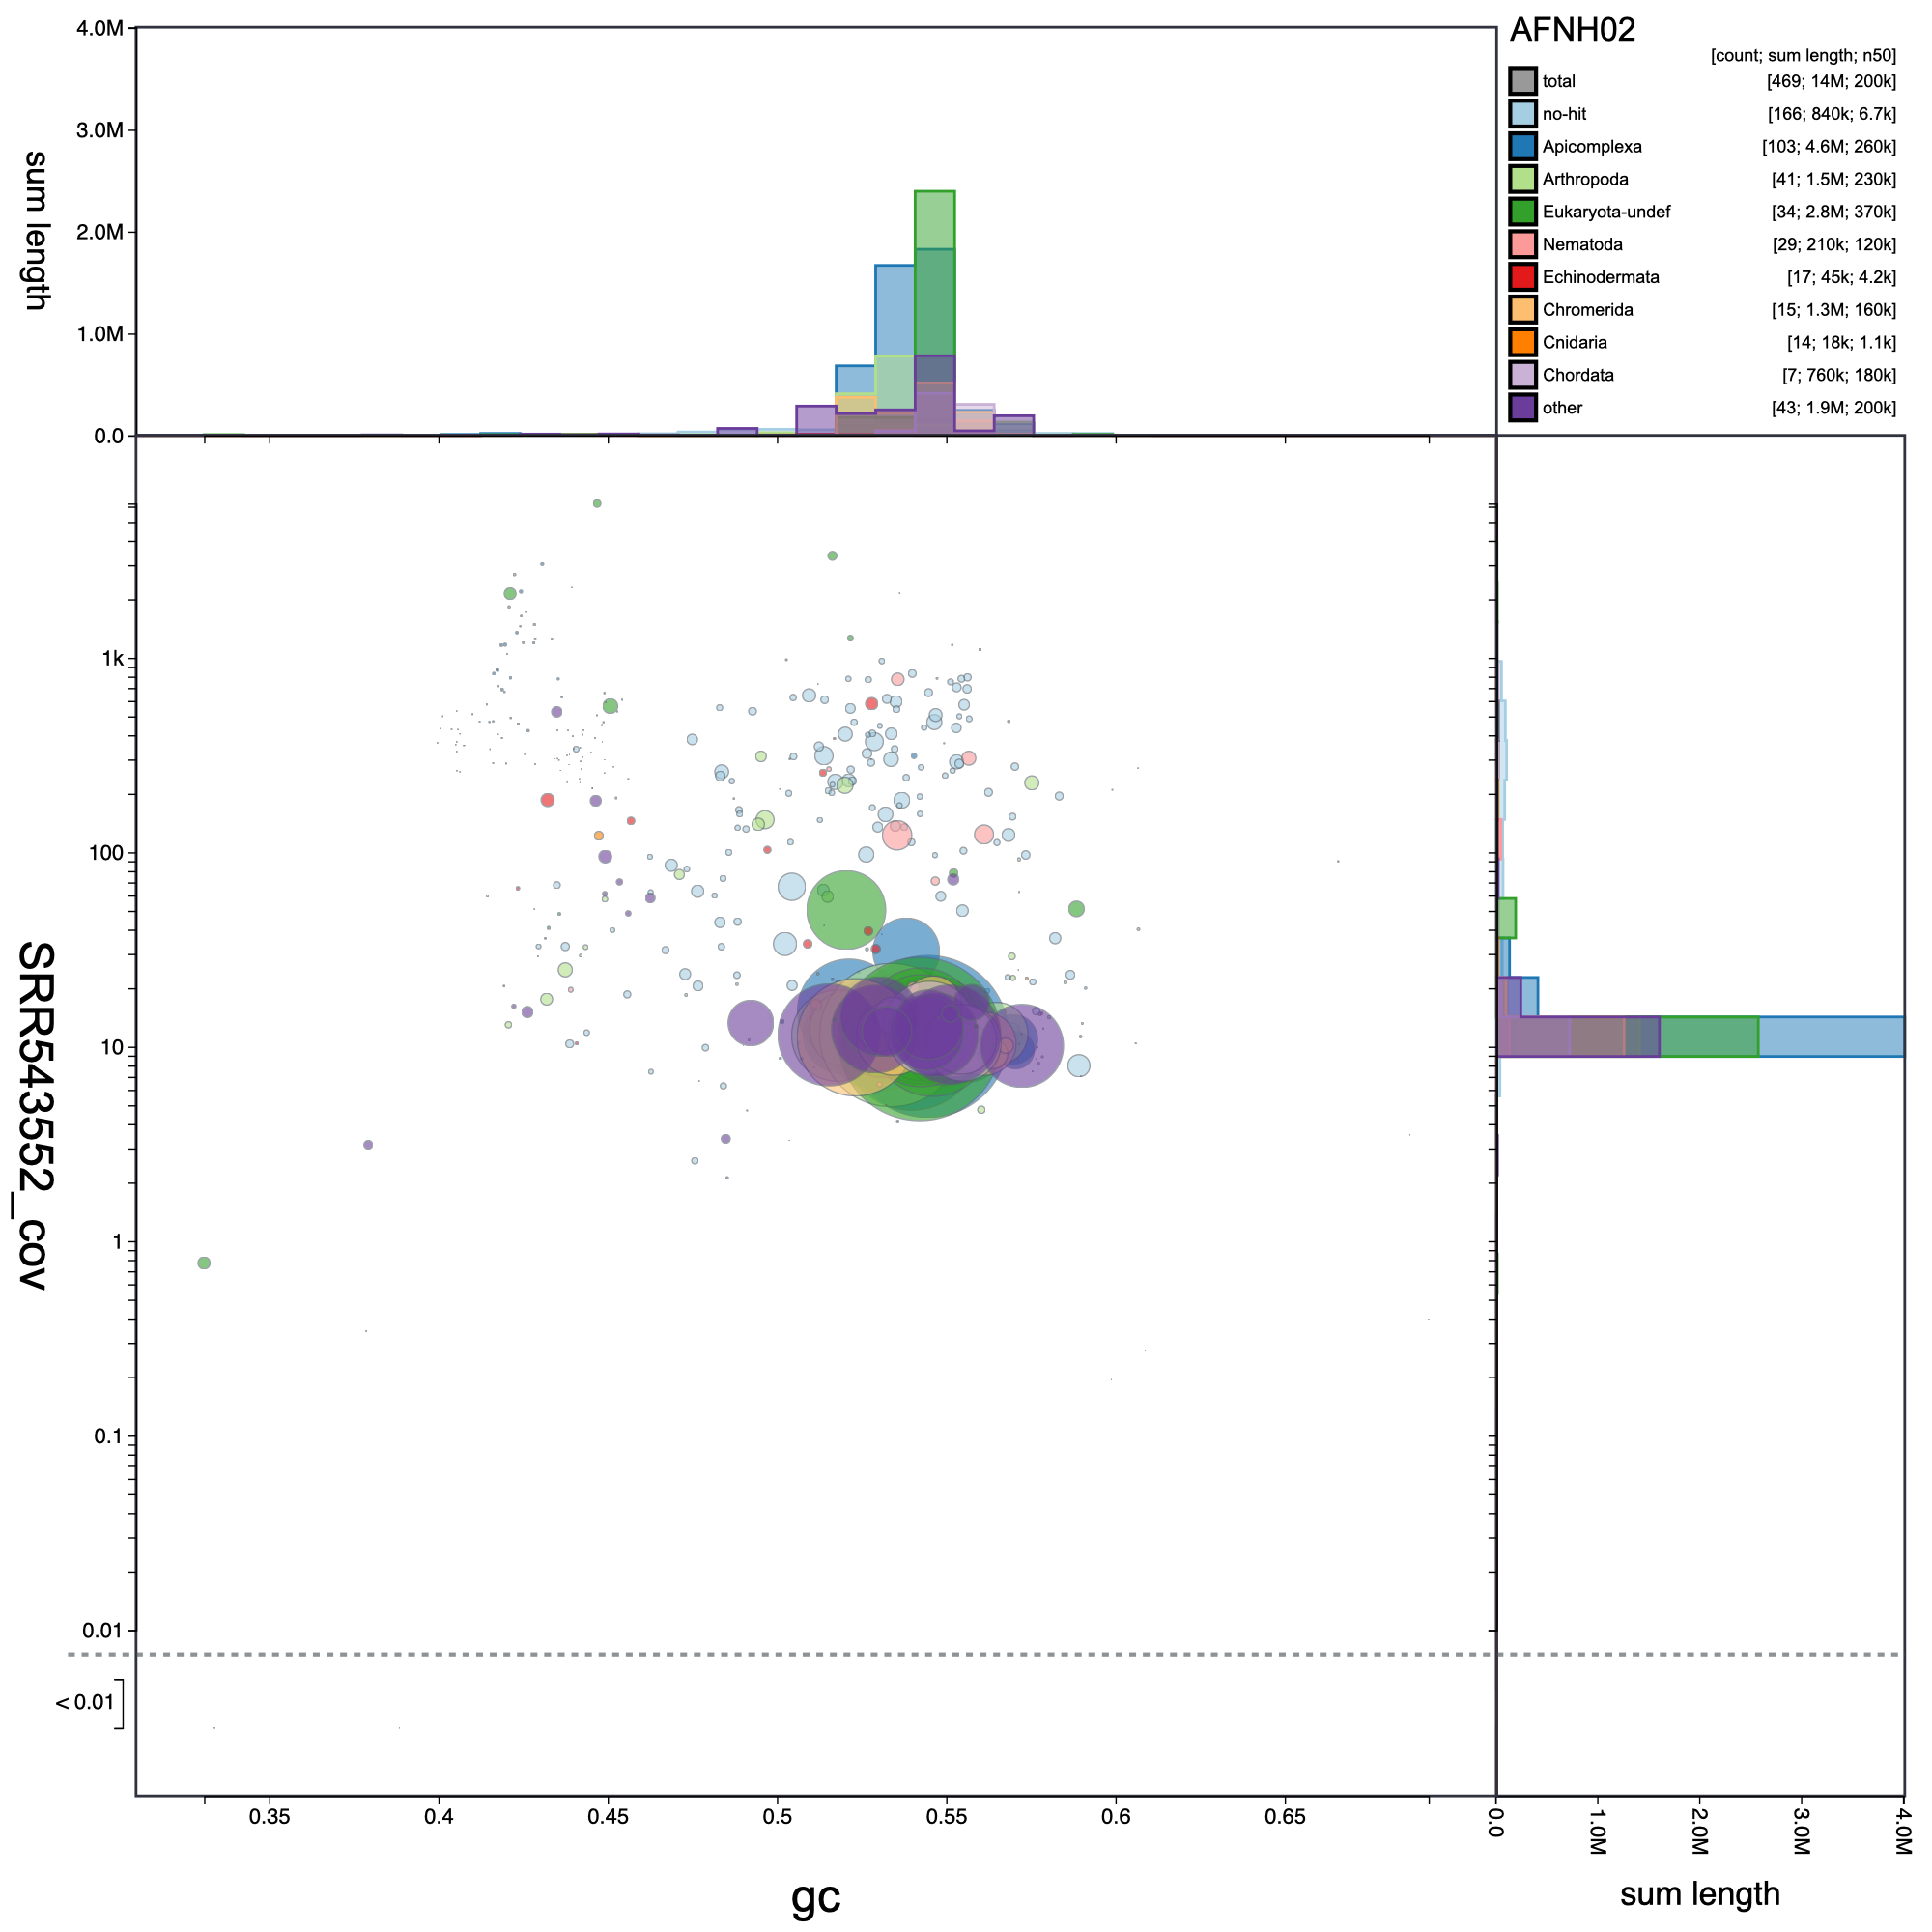 AFNH02
[count; sum length; n50]
total [469; 14M; 200k]
no-hit [166; 840k; 6.7k]
Apicomplexa [103; 4.6M; 260k]
Arthropoda [41; 1.5M; 230k]
Eukaryota-undef [34; 2.8M; 370k]
Nematoda [29; 210k; 120k]
Echinodermata [17; 45k; 4.2k]
Chromerida [15; 1.3M; 160k]
Cnidaria [14; 18k; 1.1k]
Chordata [7; 760k; 180k]
other [43; 1.9M; 200k]
4.0M
3.0M
2.0M
1.0M
0.0
sum length
1k
100
10
1
0.1
0.01
< 0.01
SRR543552_cov
0.35 0.4 0.45 0.5 0.55 0.6 0.65
gc
0.0 1.0M 2.0M 3.0M 4.0M
sum length